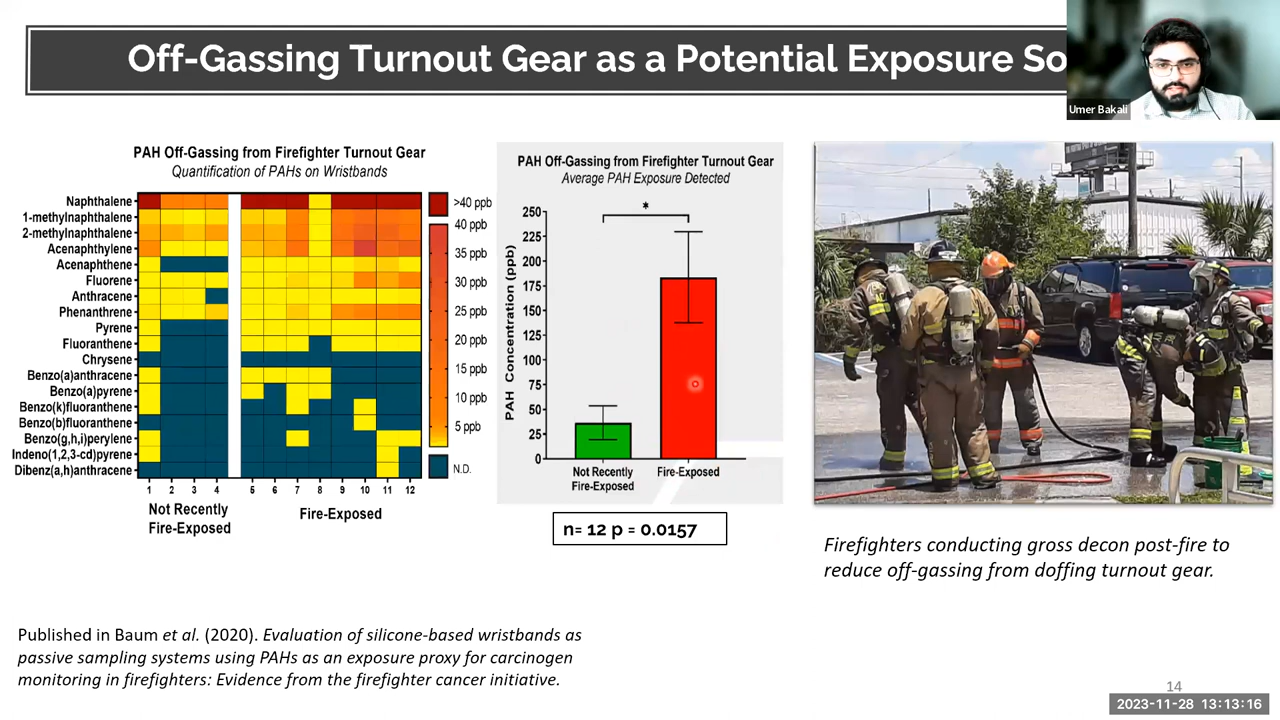 Off-Gassing Turnout Gear as a Potential Exposure So
Umer Bakali
PAH Off-Gassing from Firefighter Turnout Gear
Quantification of PAHs on Wristbands
Naphthalene
1-methylnaphthalene
2-methylnaphthalene
Acenaphthylene
Acenaphthene
Fluorene
Anthracene
Phenanthrene
Pyrene
Fluoranthene
Chrysene
Benzo(a)anthracene
Benzo(a)pyrene
Benzo(k)fluoranthene
Benzo(b)fluoranthene
Benzo(g,h,i)perylene
Indeno(1,2,3-cd)pyrene
Dibenz(a,h)anthracene
1 2 3 4 5 6 7 8 9 10 11 12
Not Recently
Fire-Exposed
Fire-Exposed
>40 ppb
40 ppb
35 ppb
30 ppb
25 ppb
20 ppb
15 ppb
10 ppb
5 ppb
N.D.
PAH Off-Gassing from Firefighter Turnout Gear
Average PAH Exposure Detected
PAH Concentration (ppb)
250
225
200
175
150
125
100
75
50
25
0
*
Not Recently
Fire-Exposed
Fire-Exposed
n= 12 p = 0.0157
Firefighters conducting gross decon post-fire to
reduce off-gassing from doffing turnout gear.
Published in Baum et al. (2020). Evaluation of silicone-based wristbands as
passive sampling systems using PAHs as an exposure proxy for carcinogen
monitoring in firefighters: Evidence from the firefighter cancer initiative.
14
2023-11-28 13:13:16